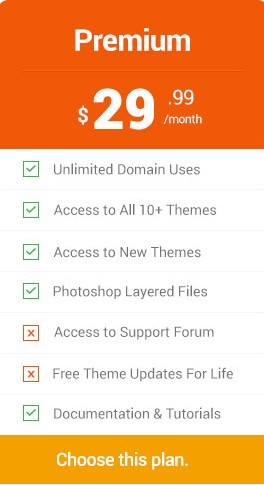 Premium
$29.99
/month
Unlimited Domain Uses
Access to All 10+ Themes
Access to New Themes
Photoshop Layered Files
Access to Support Forum
Free Theme Updates For Life
Documentation & Tutorials
Choose this plan.